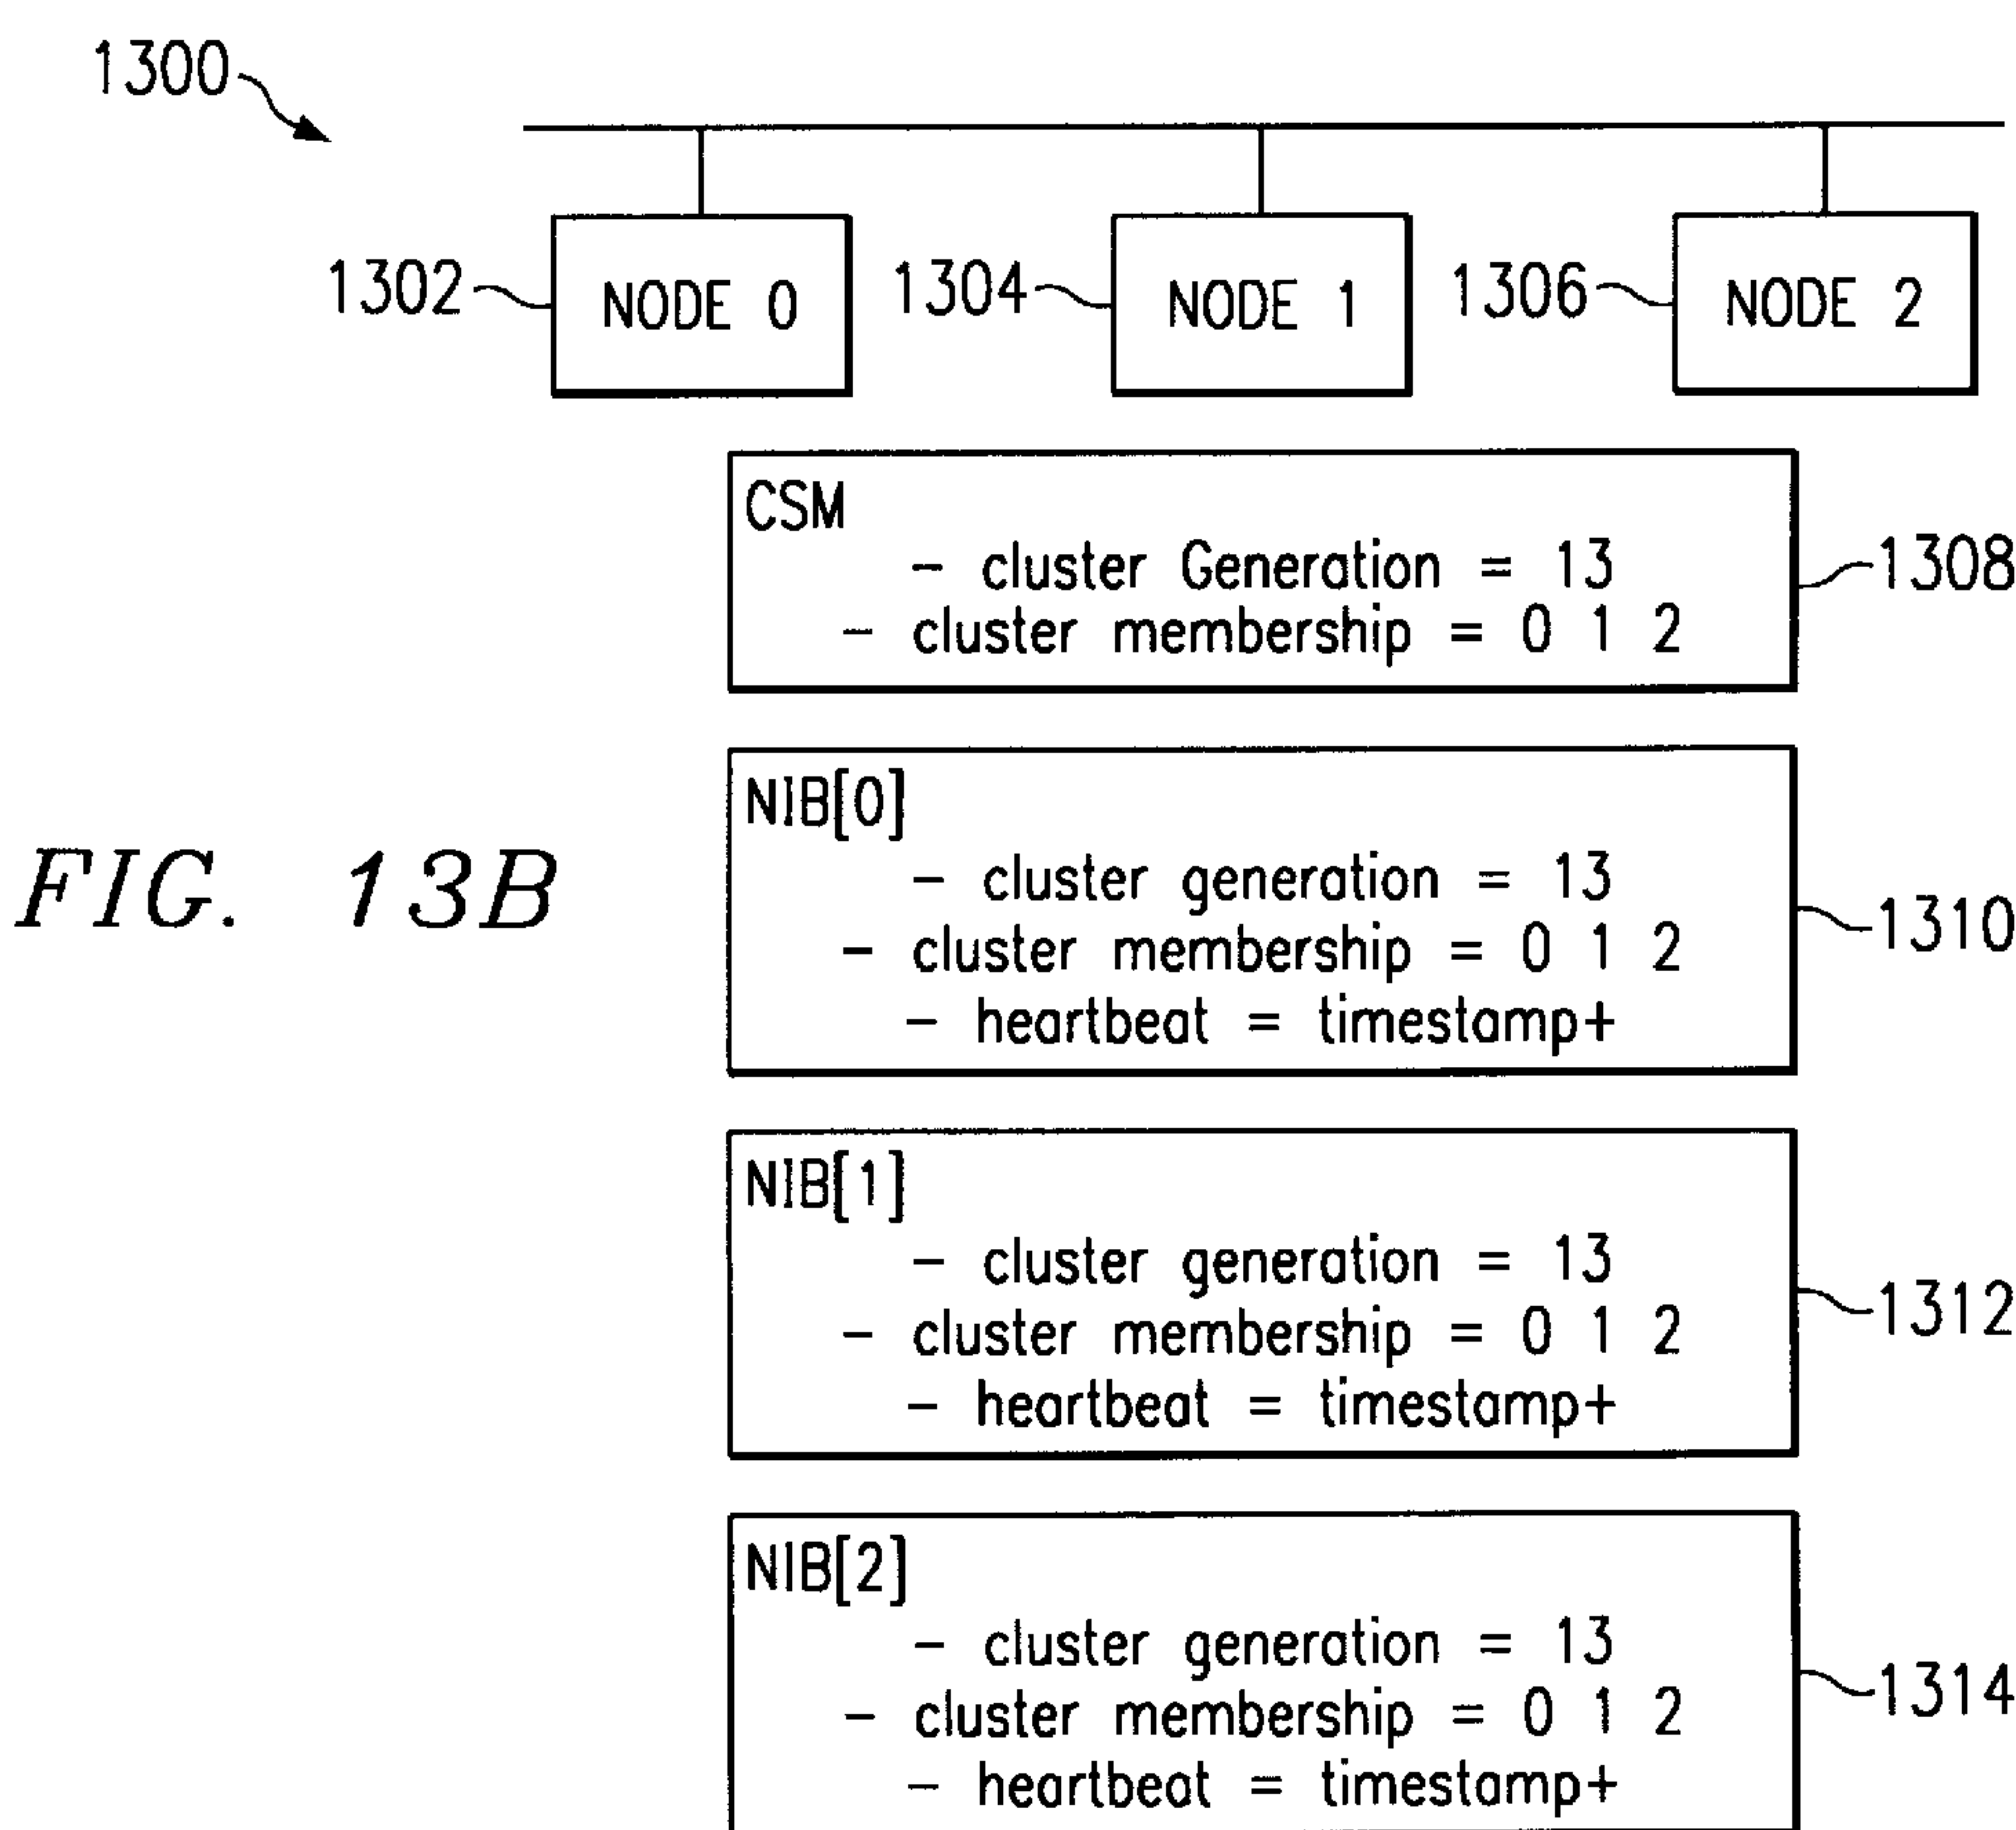 1300
1302 NODE 0 1304 NODE 1 1306 NODE 2
CSM
- cluster Generation = 13
- cluster membership = 0 1 2
1308
NIB[0]
- cluster generation = 13
- cluster membership = 0 1 2
- heartbeat = timestamp+
1310
FIG. 13B
NIB[1]
- cluster generation = 13
- cluster membership = 0 1 2
- heartbeat = timestamp+
1312
NIB[2]
- cluster generation = 13
- cluster membership = 0 1 2
- heartbeat = timestamp+
1314